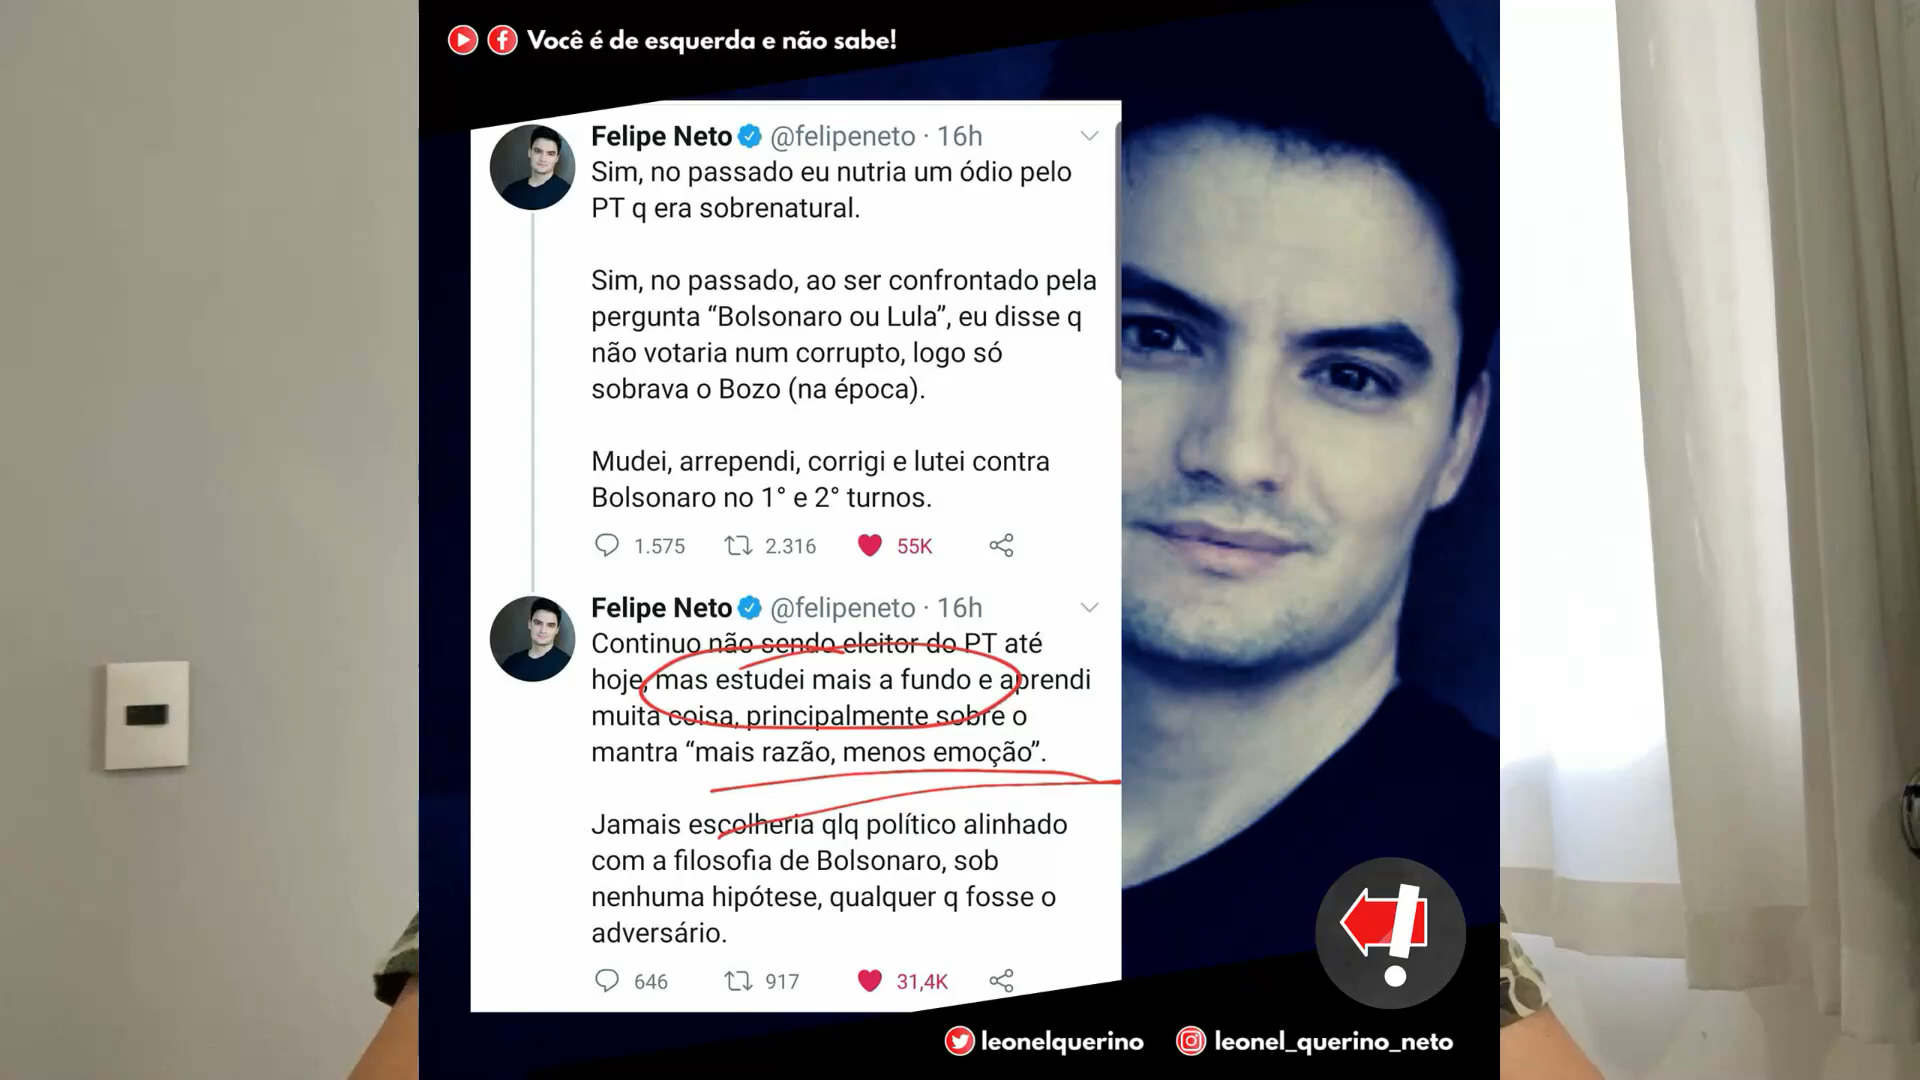 Você é de esquerda e não sabe!
Felipe Neto @felipeneto · 16h
Sim, no passado eu nutria um ódio pelo
PT q era sobrenatural.
Sim, no passado, ao ser confrontado pela
pergunta “Bolsonaro ou Lula”, eu disse q
não votaria num corrupto, logo só
sobrava o Bozo (na época).
Mudei, arrependi, corrigi e lutei contra
Bolsonaro no 1° e 2° turnos.
1.575 2.316 55K
Felipe Neto @felipeneto · 16h
Continuo não sendo eleitor do PT até
hoje, mas estudei mais a fundo e aprendi
muita coisa, principalmente sobre o
mantra “mais razão, menos emoção”.
Jamais escolheria qlq político alinhado
com a filosofia de Bolsonaro, sob
nenhuma hipótese, qualquer q fosse o
adversário.
646 917 31,4K
leonelquerino leonel_querino_neto